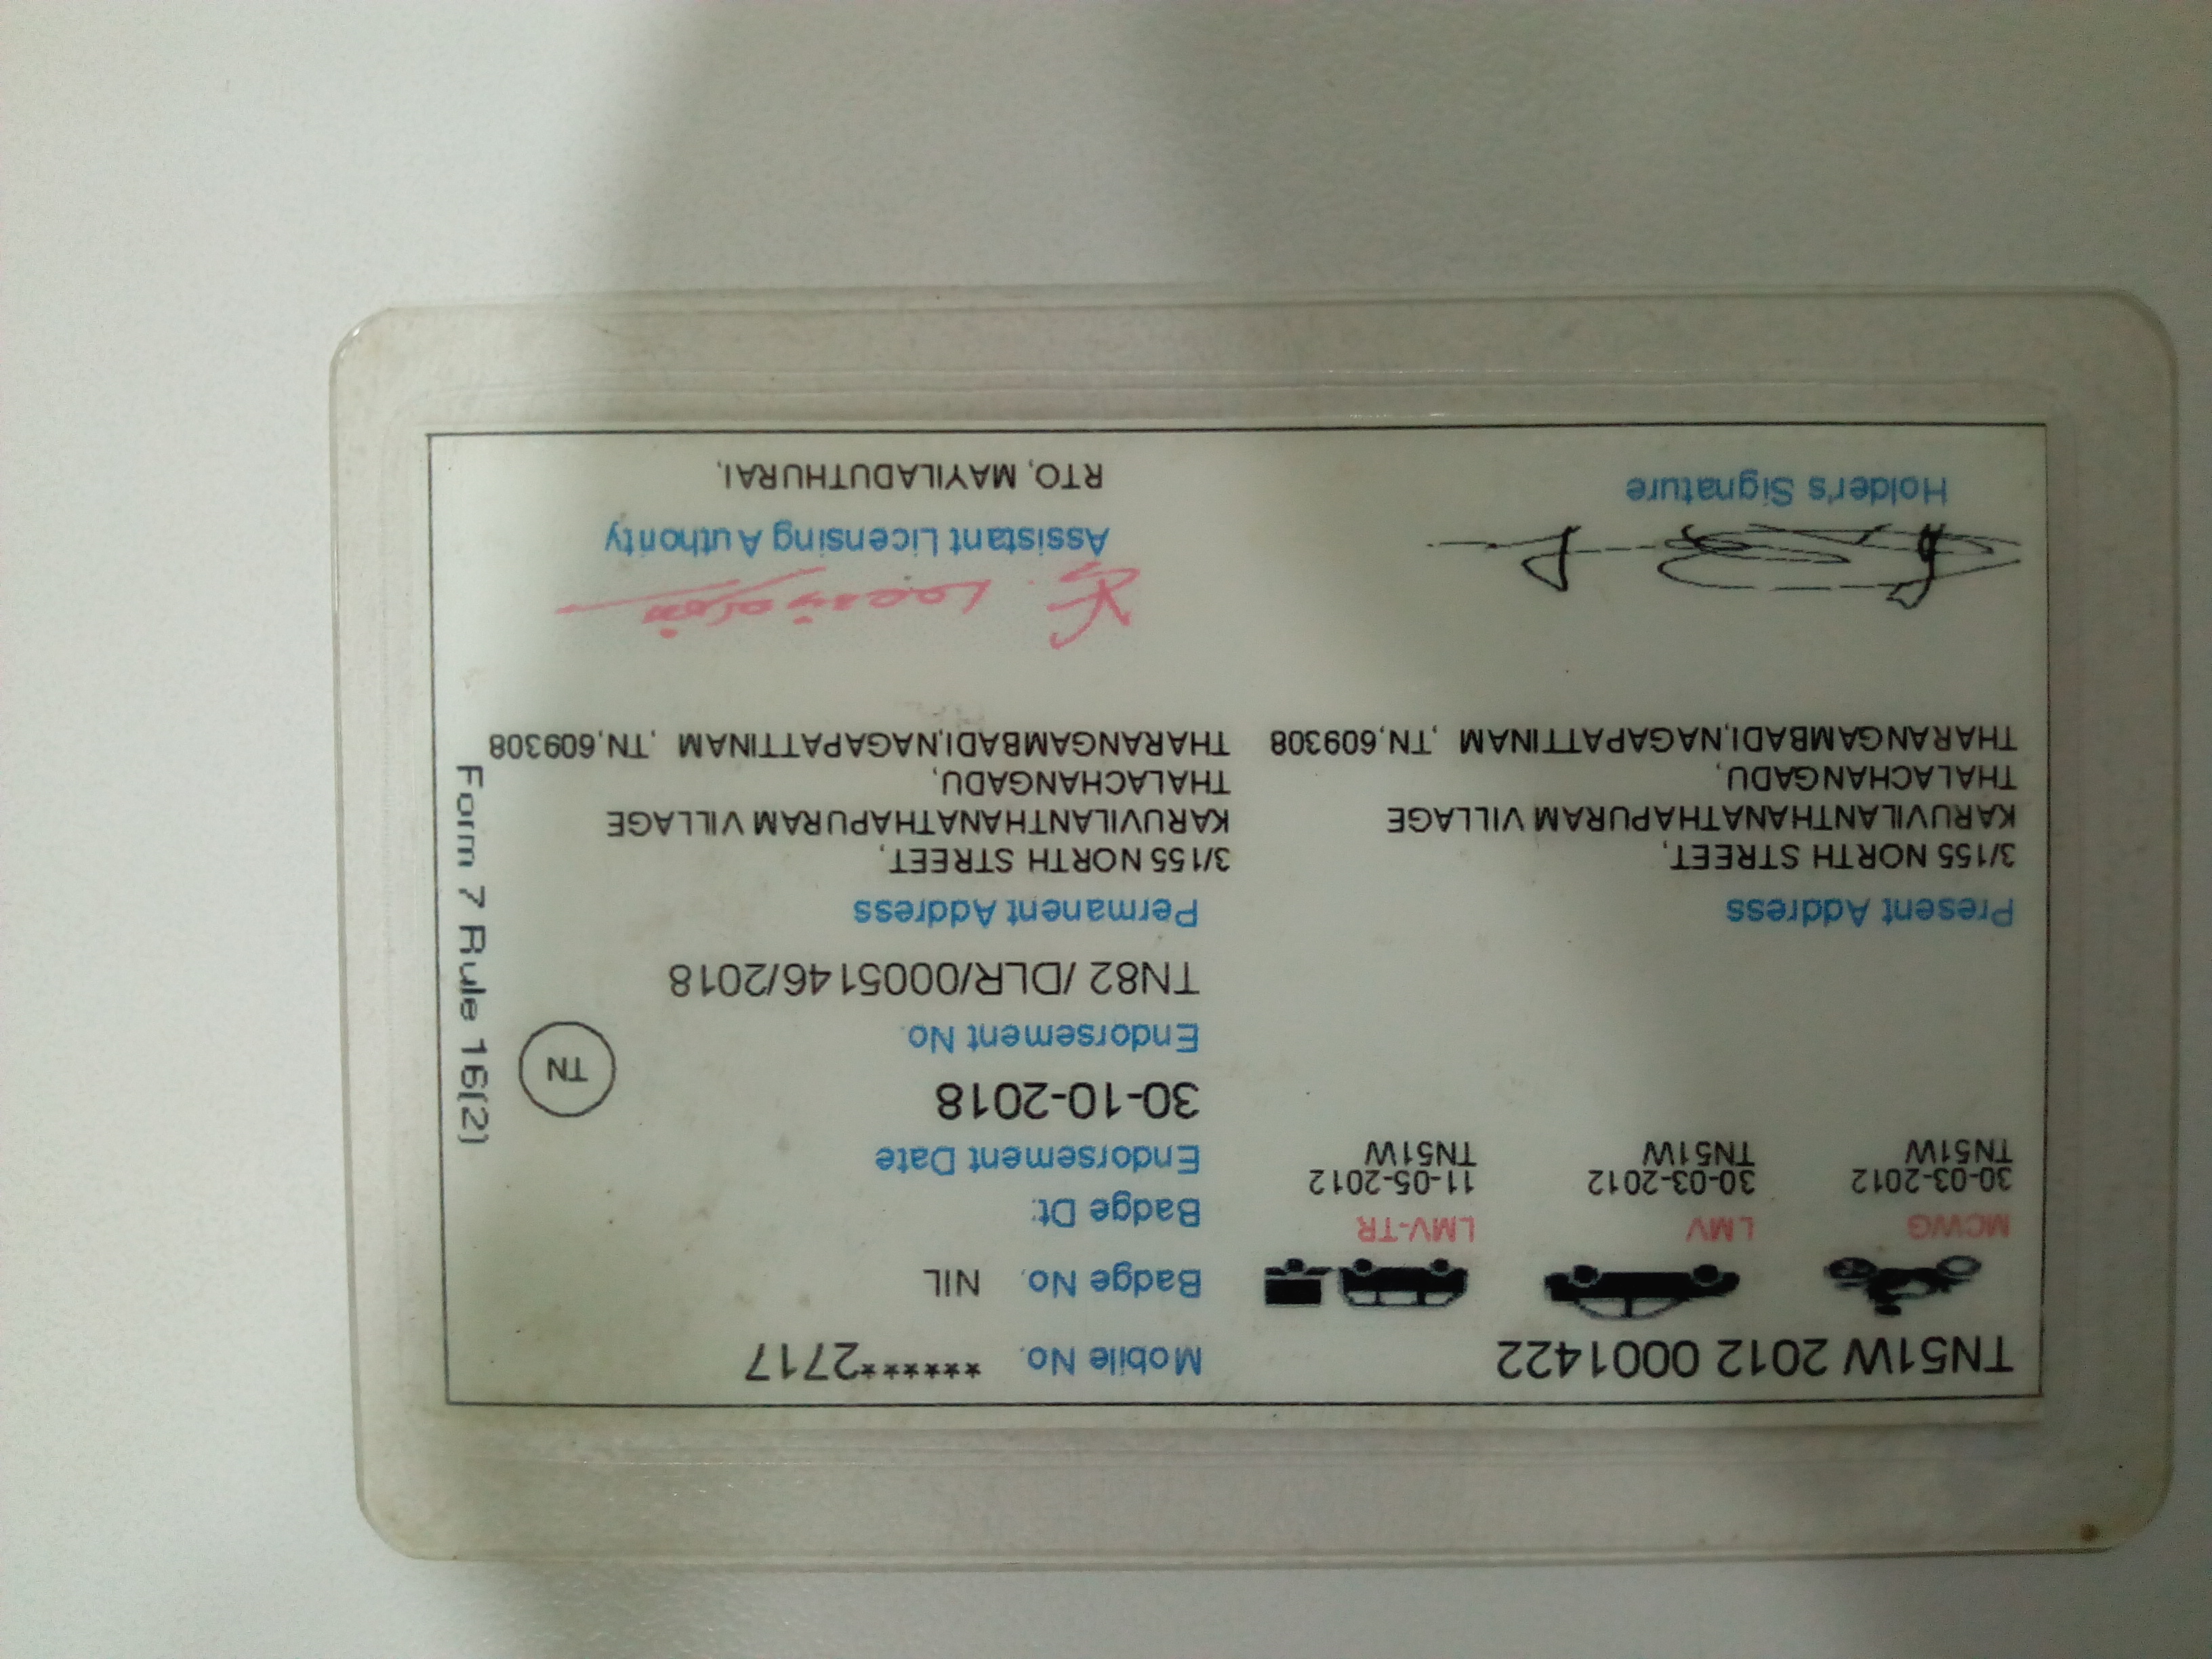 TN51W 2012 0001422
MCWG
30-03-2012
TN51W
LMV
30-03-2012
TN51W
LMV-TR
11-05-2012
TN51W
Mobile No. ******2717
Badge No. NIL
Badge Dt:
Endorsement Date
30-10-2018
Endorsement No.
TN82 /DLR/0005146/2018
TN
Form 7 Rule 16(2)
Present Address
3/155 NORTH STREET,
KARUVILANTHANATHAPURAM VILLAGE
THALACHANGADU,
THARANGAMBADI,NAGAPATTINAM ,TN,609308
Permanent Address
3/155 NORTH STREET,
KARUVILANTHANATHAPURAM VILLAGE
THALACHANGADU,
THARANGAMBADI,NAGAPATTINAM ,TN,609308
Holder's Signature
Assistant Licensing Authority
RTO, MAYILADUTHURAI,